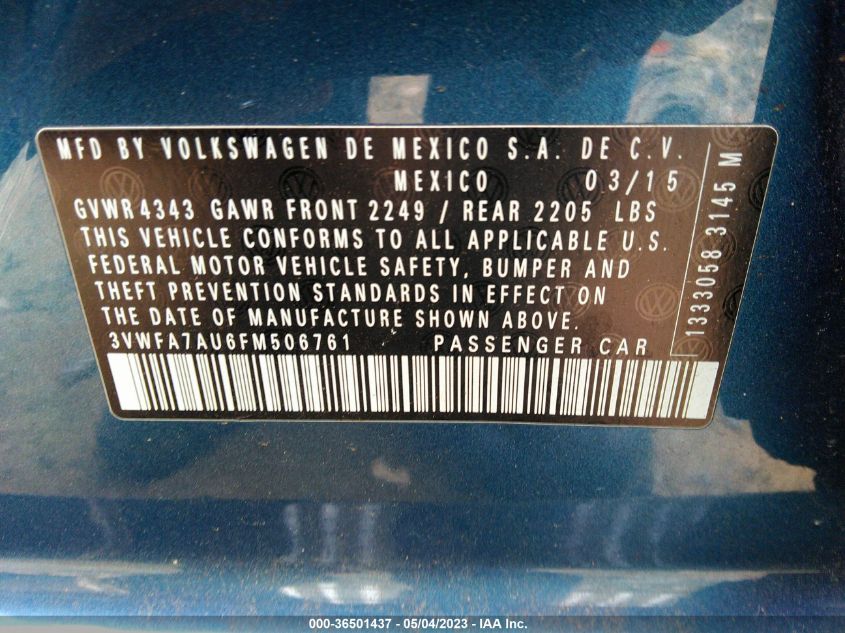 MFD BY VOLKSWAGEN DE MEXICO S.A. DE C.V.
MEXICO 03/15
GVWR 4343 GAWR FRONT 2249 / REAR 2205 LBS
THIS VEHICLE CONFORMS TO ALL APPLICABLE U.S.
FEDERAL MOTOR VEHICLE SAFETY, BUMPER AND
THEFT PREVENTION STANDARDS IN EFFECT ON
THE DATE OF MANUFACTURE SHOWN ABOVE.
3VWFA7AU6FM506761 PASSENGER CAR
1333058 3145 M
000-36501437 - 05/04/2023 - IAA Inc.